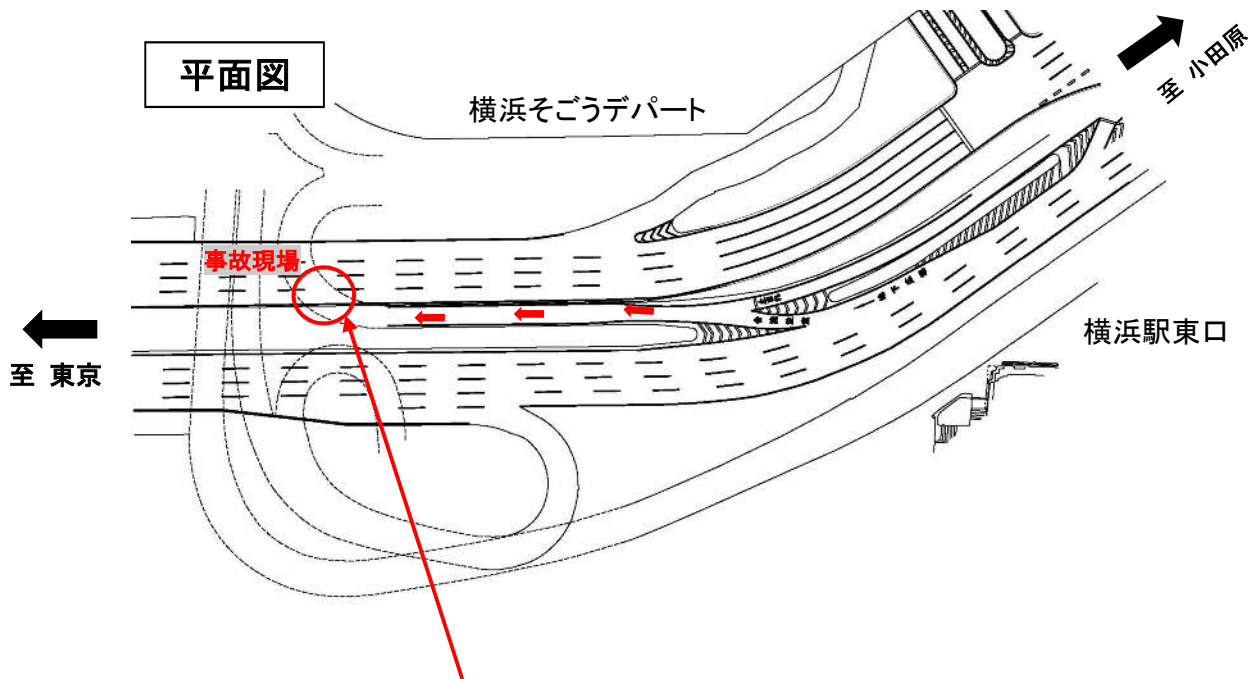 平面図
横浜そごうデパート
至 小田原
事故現場
至 東京
横浜駅東口